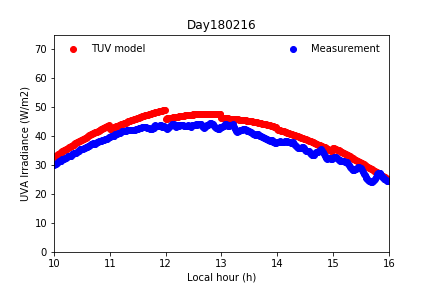 Day180216
TUV model
Measurement
UVA Irradiance (W/m2)
70
60
50
40
30
20
10
0
10 11 12 13 14 15 16
Local hour (h)